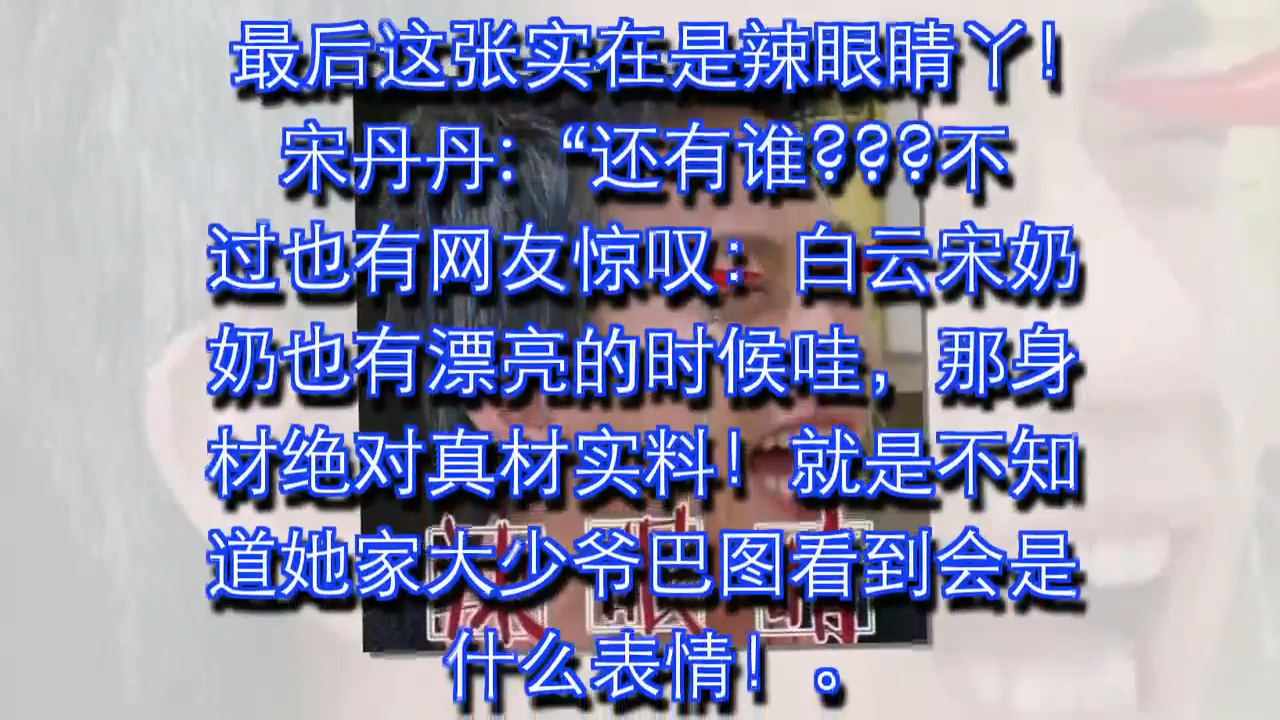 最后这张实在是辣眼睛丫！
宋丹丹：“还有谁？？？不
过也有网友惊叹：白云宋奶
奶也有漂亮的时候哇，那身
材绝对真材实料！就是不知
道她家大少爷巴图看到会是
什么表情！。
辣眼睛